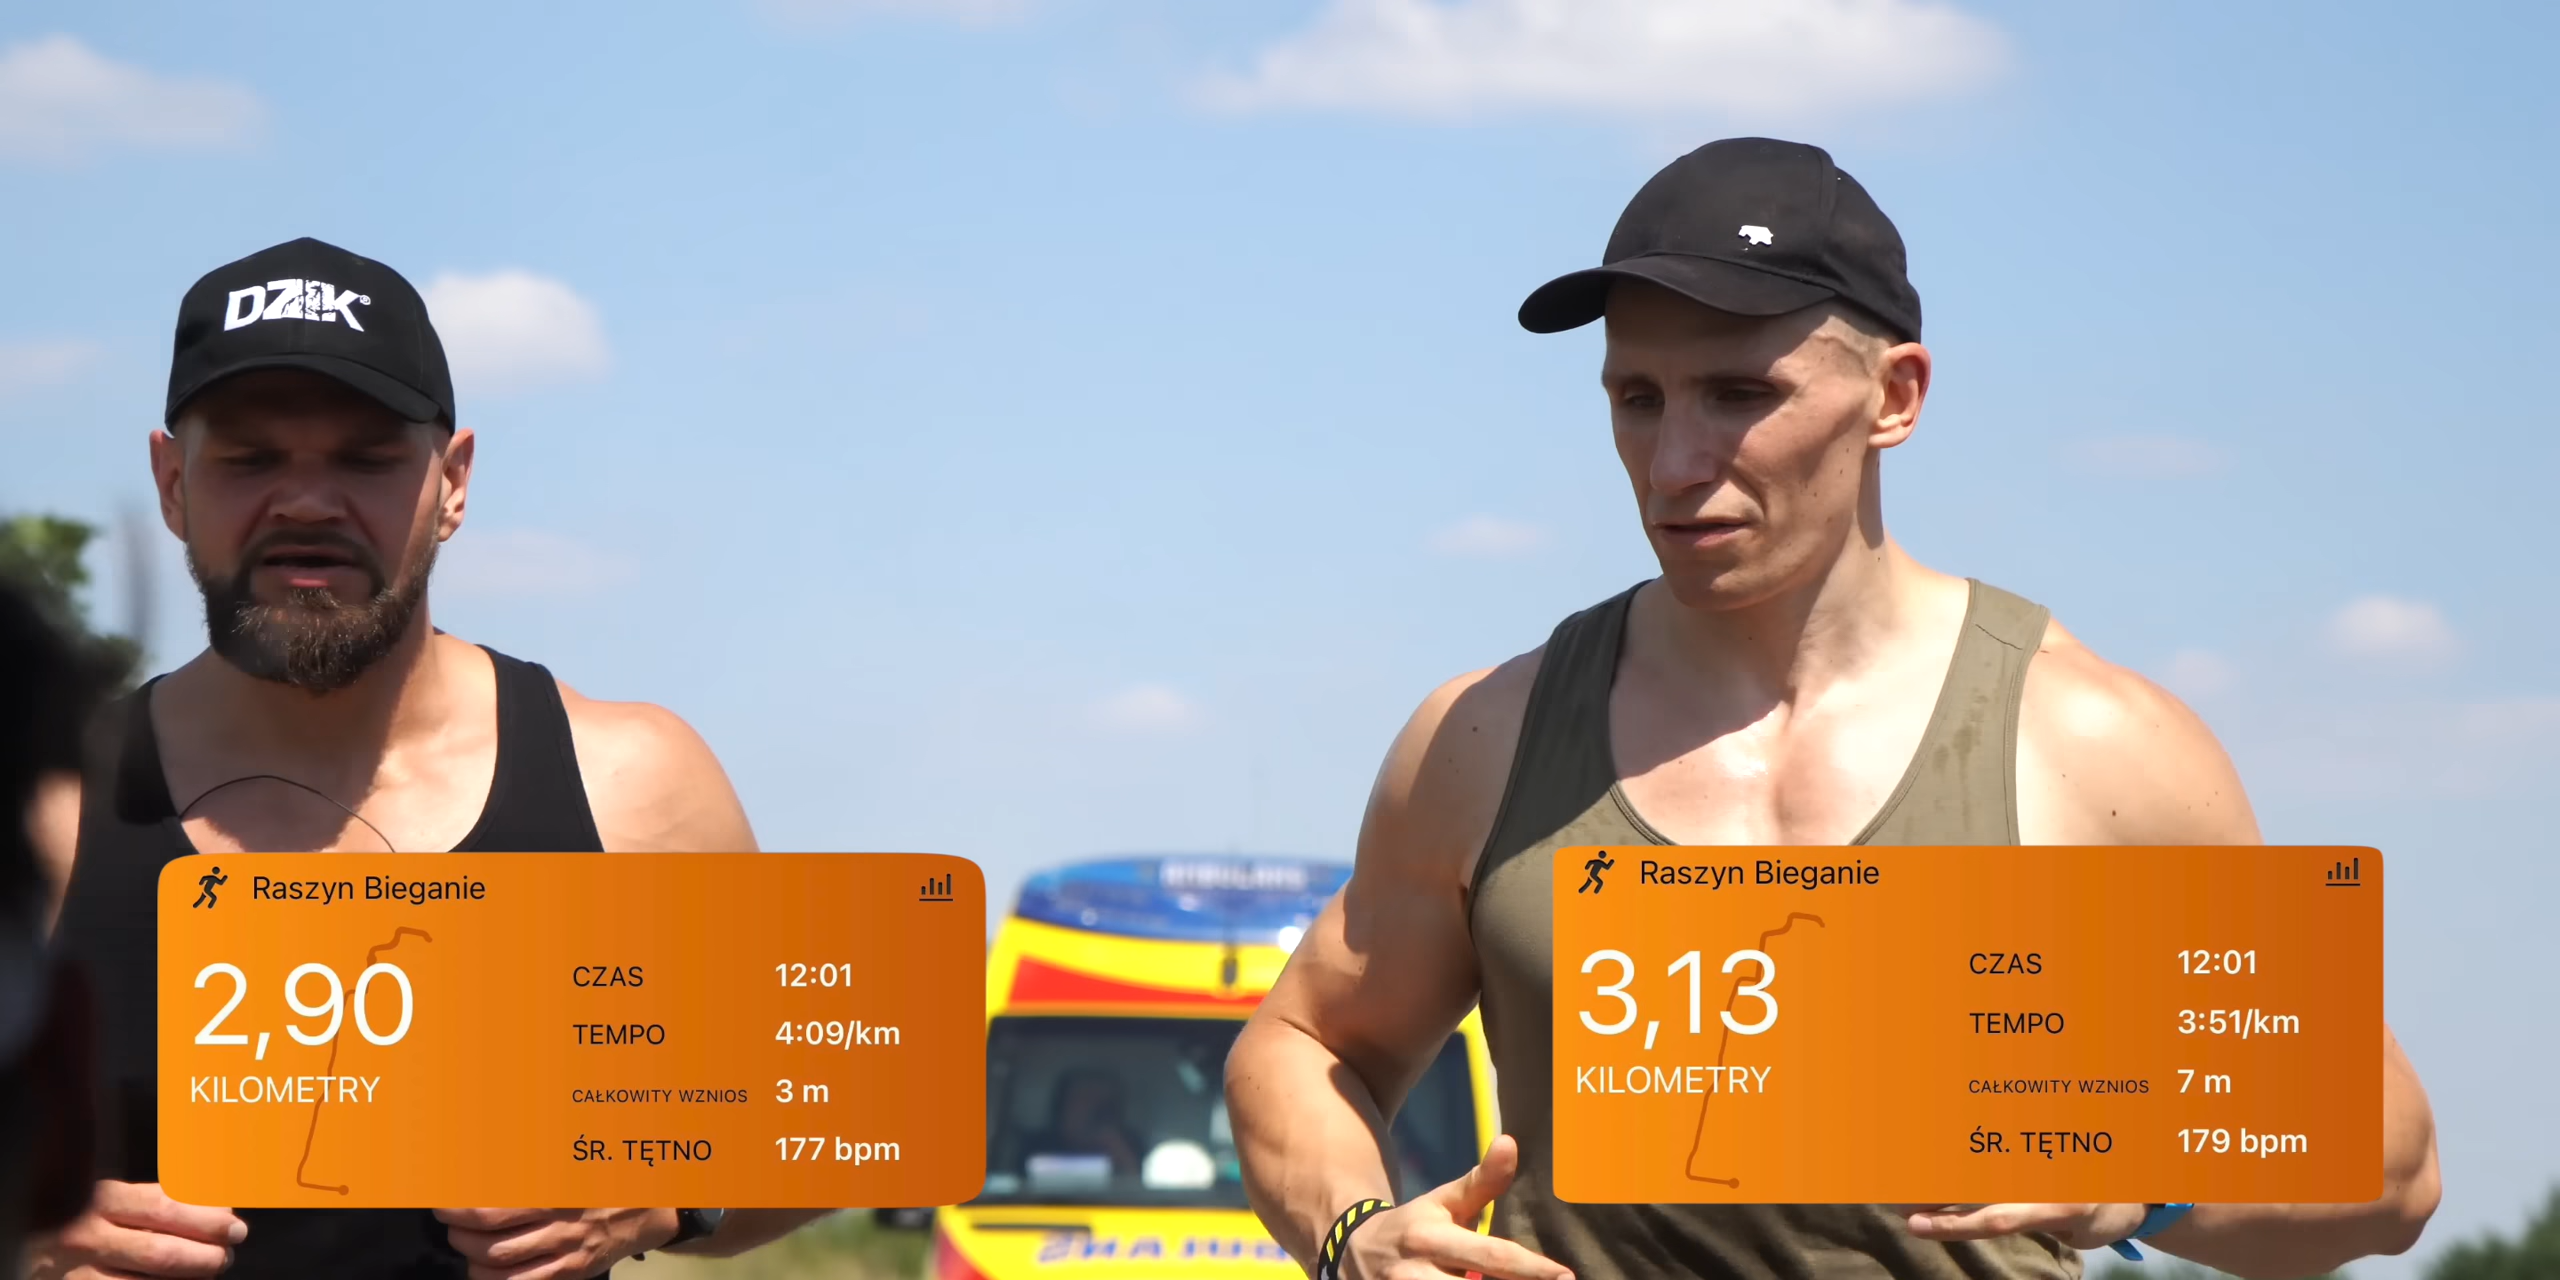 DZIK®
Raszyn Bieganie
2,90
KILOMETRY
CZAS 12:01
TEMPO 4:09/km
CAŁKOWITY WZNIOS 3 m
ŚR. TĘTNO 177 bpm
Raszyn Bieganie
3,13
KILOMETRY
CZAS 12:01
TEMPO 3:51/km
CAŁKOWITY WZNIOS 7 m
ŚR. TĘTNO 179 bpm